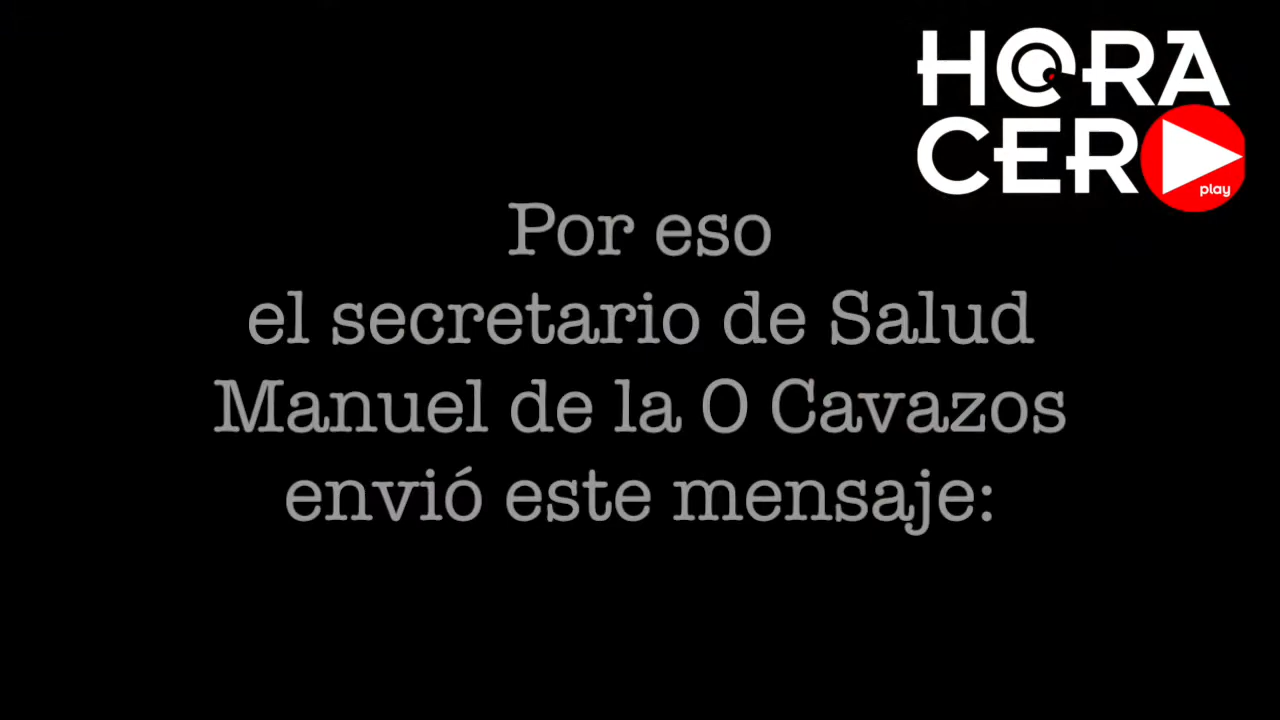 HORA
CERO
play
Por eso
el secretario de Salud
Manuel de la O Cavazos
envió este mensaje: